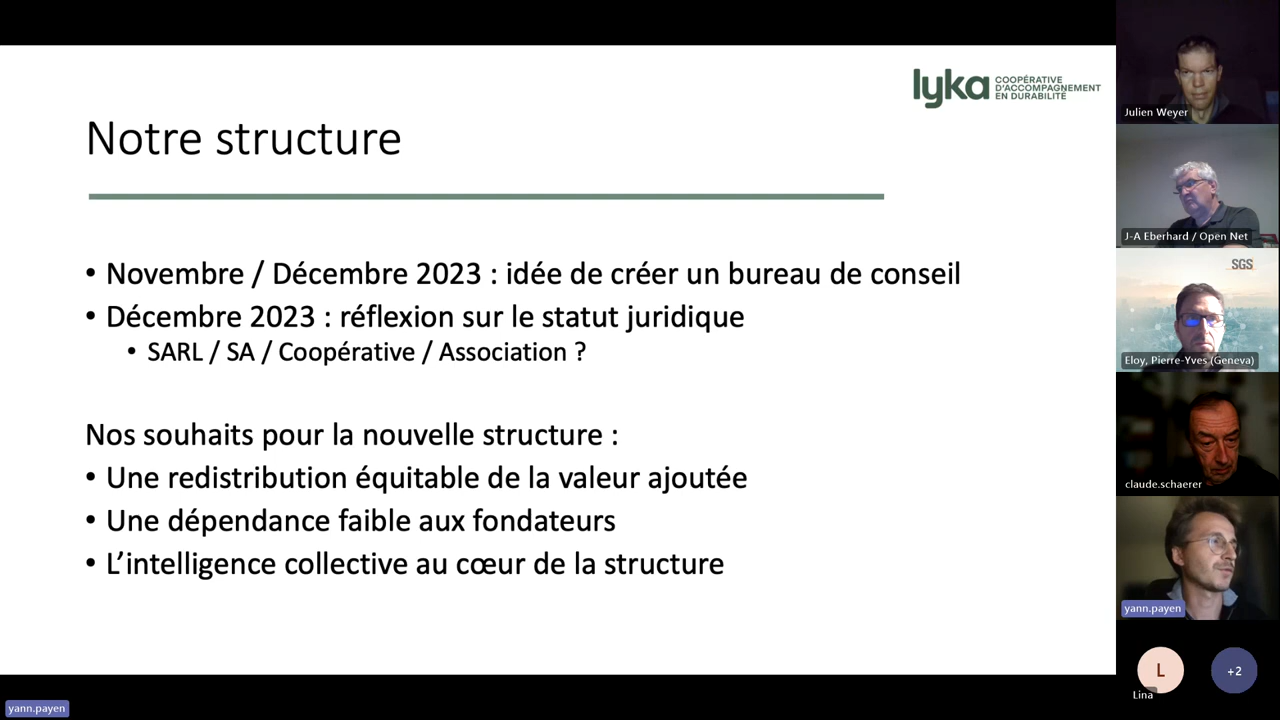 lyka COOPÉRATIVE
D'ACCOMPAGNEMENT
EN DURABILITÉ
Notre structure
• Novembre / Décembre 2023 : idée de créer un bureau de conseil
• Décembre 2023 : réflexion sur le statut juridique
• SARL / SA / Coopérative / Association ?
Nos souhaits pour la nouvelle structure :
• Une redistribution équitable de la valeur ajoutée
• Une dépendance faible aux fondateurs
• L’intelligence collective au cœur de la structure
yann.payen
Julien Weyer
J-A Eberhard / Open Net
SGS
Eloy, Pierre-Yves (Geneva)
claude.schaerer
yann.payen
L
Lina
+2